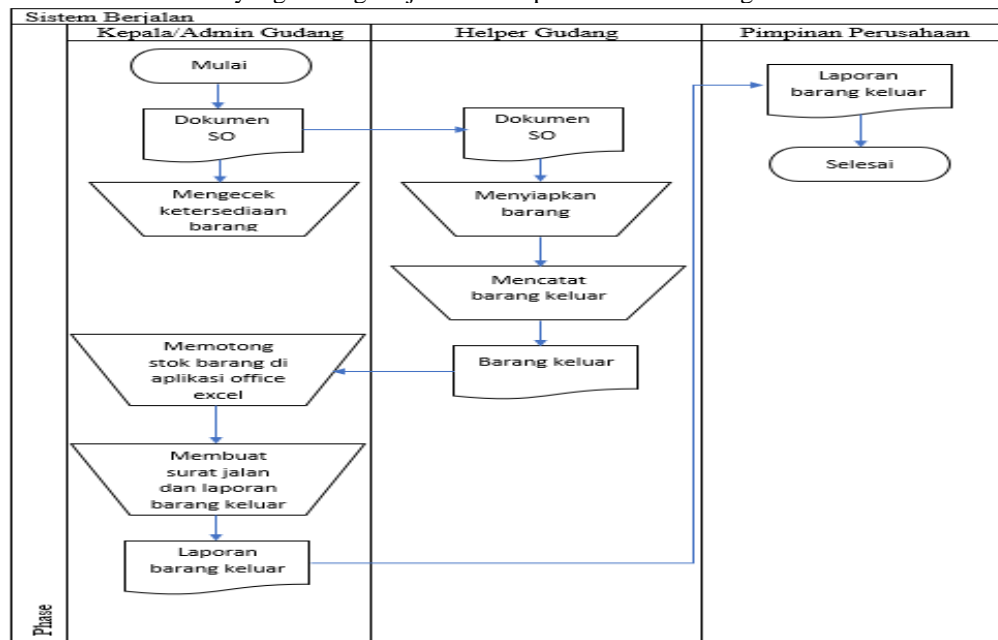 Sistem Berjalan
Kepala/Admin Gudang
Helper Gudang
Pimpinan Perusahaan
Mulai
Dokumen
SO
Mengecek
ketersediaan
barang
Memotong
stok barang di
aplikasi office
excel
Membuat
surat jalan
dan laporan
barang keluar
Laporan
barang keluar
Dokumen
SO
Menyiapkan
barang
Mencatat
barang keluar
Barang keluar
Laporan
barang keluar
Selesai
Phase